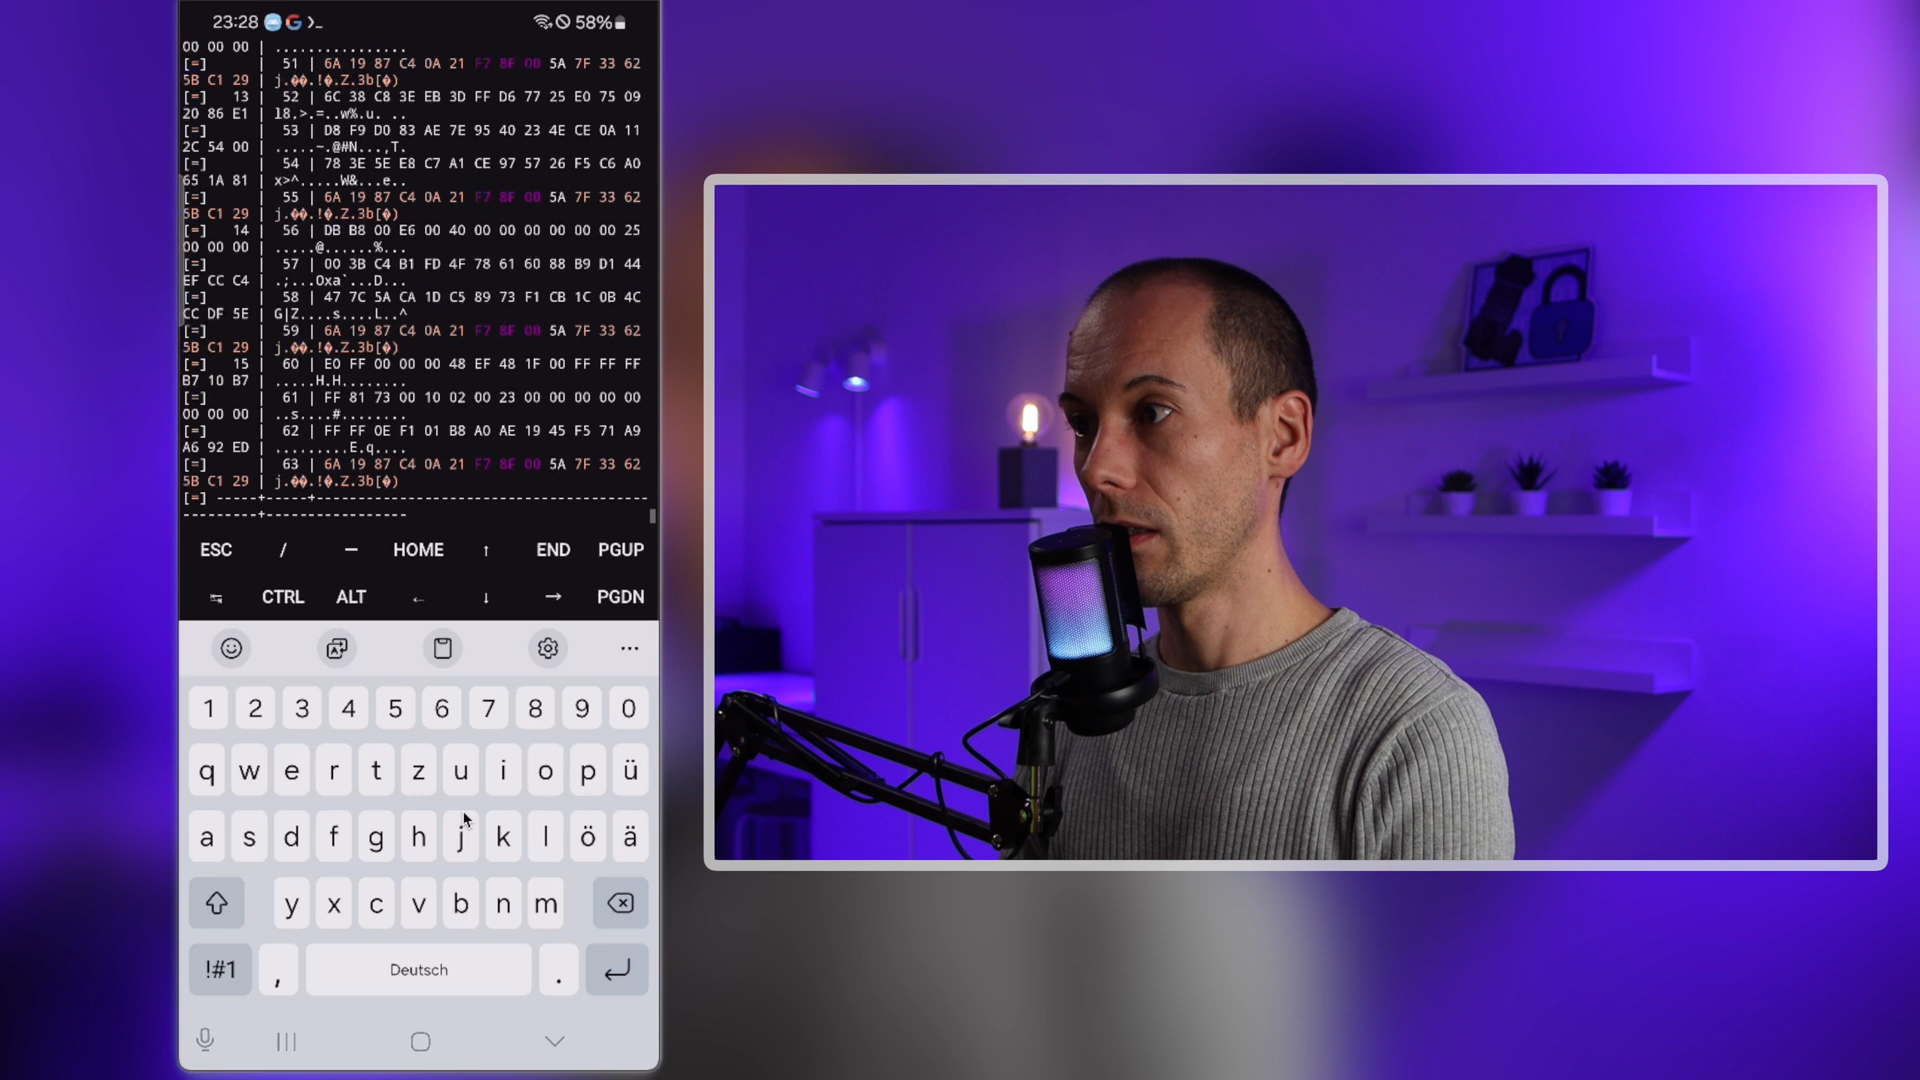 23:28 G >_ 58%
00 00 00 | ................
[=] | 51 | 6A 19 87 C4 0A 21 F7 8F 00 5A 7F 33 62
5B C1 29 | j.��.!�.Z.3b[�)
[=] 13 | 52 | 6C 38 C8 3E EB 3D FF D6 77 25 E0 75 09
20 86 E1 | l8.>.=..w%.u. ..
[=] | 53 | D8 F9 D0 83 AE 7E 95 40 23 4E CE 0A 11
2C 54 00 | .....~.@#N...,T.
[=] | 54 | 78 3E 5E E8 C7 A1 CE 97 57 26 F5 C6 A0
65 1A 81 | x>^.....W&...e..
[=] | 55 | 6A 19 87 C4 0A 21 F7 8F 00 5A 7F 33 62
5B C1 29 | j.��.!�.Z.3b[�)
[=] 14 | 56 | DB B8 00 E6 00 40 00 00 00 00 00 00 25
00 00 00 | .....@......%...
[=] | 57 | 00 3B C4 B1 FD 4F 78 61 60 88 B9 D1 44
EF CC C4 | .;...Oxa`...D...
[=] | 58 | 47 7C 5A CA 1D C5 89 73 F1 CB 1C 0B 4C
CC DF 5E | G|Z....s....L..^
[=] | 59 | 6A 19 87 C4 0A 21 F7 8F 00 5A 7F 33 62
5B C1 29 | j.��.!�.Z.3b[�)
[=] 15 | 60 | E0 FF 00 00 00 48 EF 48 1F 00 FF FF FF
B7 10 B7 | .....H.H........
[=] | 61 | FF 81 73 00 10 02 00 23 00 00 00 00 00
00 00 00 | ..s....#........
[=] | 62 | FF FF 0E F1 01 B8 A0 AE 19 45 F5 71 A9
A6 92 ED | .........E.q....
[=] | 63 | 6A 19 87 C4 0A 21 F7 8F 00 5A 7F 33 62
5B C1 29 | j.��.!�.Z.3b[�)
[=] -----+-----+----------------------------------------
---------+-----------------
ESC / — HOME ↑ END PGUP
↹ CTRL ALT ← ↓ → PGDN
1 2 3 4 5 6 7 8 9 0
q w e r t z u i o p ü
a s d f g h j k l ö ä
y x c v b n m
!#1 , Deutsch .